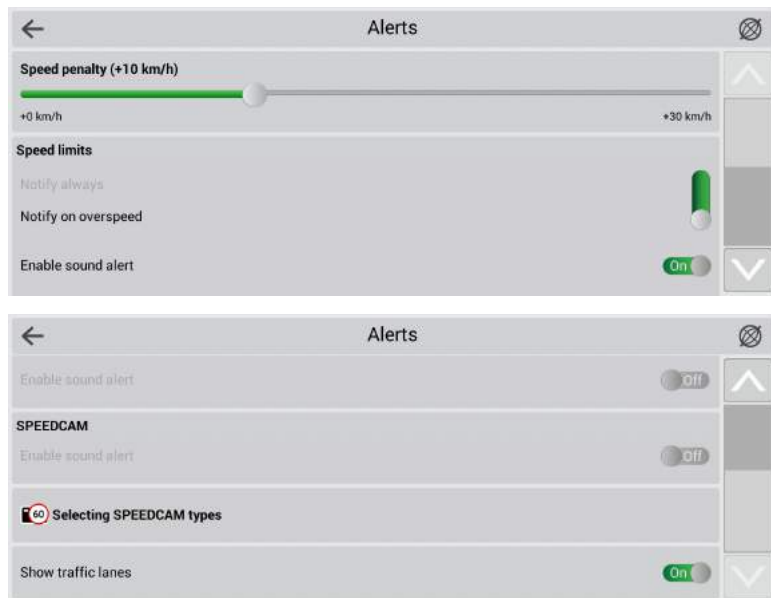 Alerts
Speed penalty (+10 km/h)
+0 km/h +30 km/h
Speed limits
Notify always
Notify on overspeed
Enable sound alert On
Alerts
Enable sound alert Off
SPEEDCAM
Enable sound alert Off
60 Selecting SPEEDCAM types
Show traffic lanes On